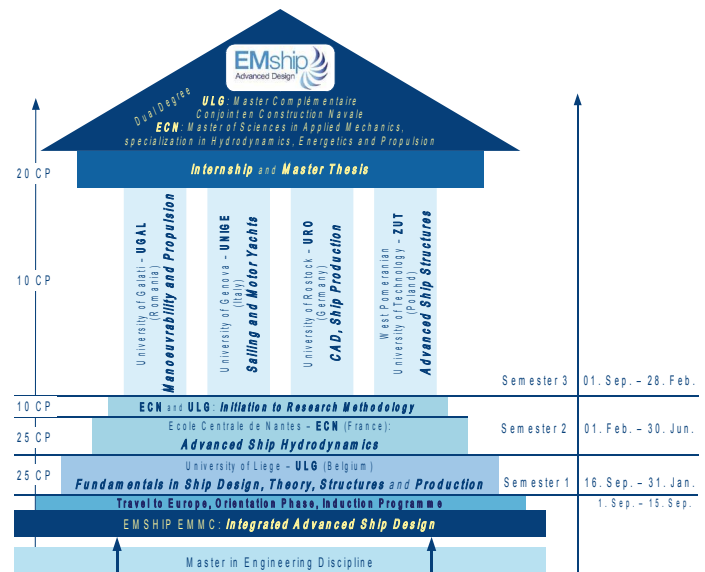 EMship
Advanced Design
Dual Degree
ULG: Master Complémentaire
Conjoint en Construction Navale
ECN: Master of Sciences in Applied Mechanics,
specialization in Hydrodynamics, Energetics and Propulsion
20 CP
Internship and Master Thesis
10 CP
University of Galati – UGAL
(Romania)
Manoeuvrability and Propulsion
University of Genova – UNIGE
(Italy)
Sailing and Motor Yachts
University of Rostock – URO
(Germany)
CAD, Ship Production
West Pomeranian
University of Technology – ZUT
(Poland)
Advanced Ship Structures
Semester 3 01. Sep. – 28. Feb.
10 CP
ECN and ULG: Initiation to Research Methodology
25 CP
Ecole Centrale de Nantes – ECN (France):
Advanced Ship Hydrodynamics
Semester 2 01. Feb. – 30. Jun.
25 CP
University of Liege – ULG (Belgium)
Fundamentals in Ship Design, Theory, Structures and Production
Semester 1 16. Sep. – 31. Jan.
Travel to Europe, Orientation Phase, Induction Programme
1. Sep. – 15. Sep.
EMSHIP EMMC: Integrated Advanced Ship Design
Master in Engineering Discipline